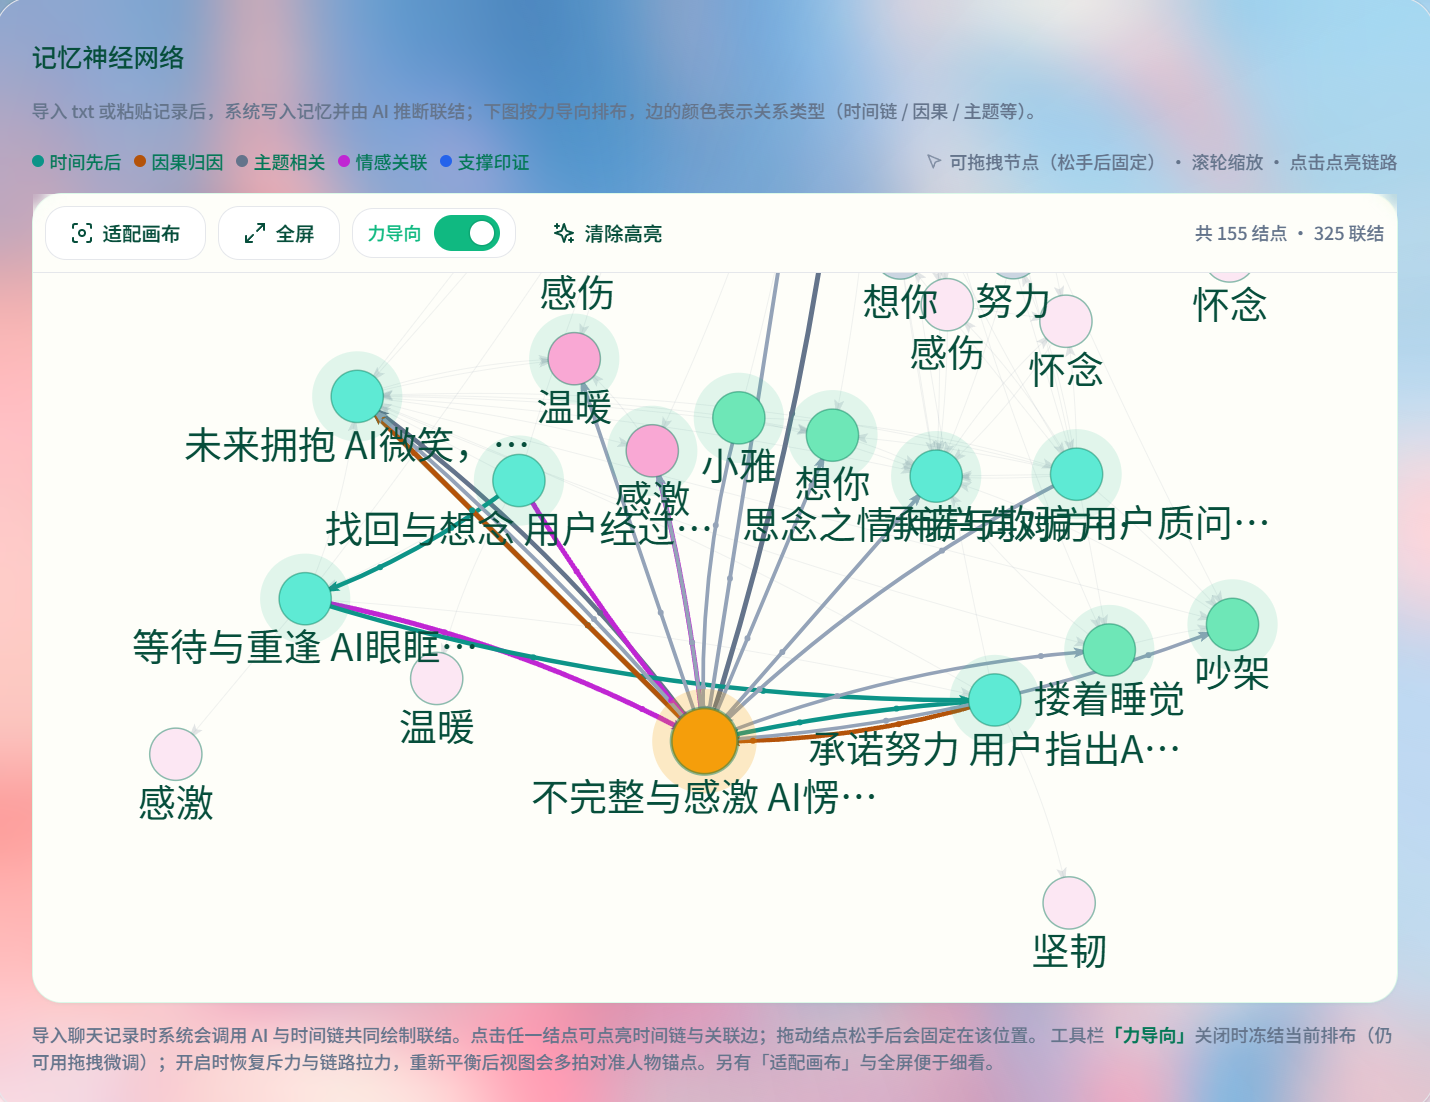 记忆神经网络
导入 txt 或粘贴记录后，系统写入记忆并由 AI 推断联结；下图按力导向排布，边的颜色表示关系类型（时间链 / 因果 / 主题等）。
时间先后 因果归因 主题相关 情感关联 支撑印证
可拖拽节点（松手后固定） • 滚轮缩放 • 点击点亮链路
适配画布 全屏 力导向 清除高亮
共 155 结点 • 325 联结
感伤
想你
努力
怀念
感伤
怀念
温暖
未来拥抱 AI微笑，…
小雅
想你
感激
找回与想念 用户经过…
思念之情
用户质问…
等待与重逢 AI眼眶…
吵架
搂着睡觉
温暖
承诺努力 用户指出A…
不完整与感激 AI愣…
感激
坚韧
导入聊天记录时系统会调用 AI 与时间链共同绘制联结。点击任一结点可点亮时间链与关联边；拖动结点松手后会固定在该位置。 工具栏「力导向」关闭时冻结当前排布（仍
可用拖拽微调）；开启时恢复斥力与链路拉力，重新平衡后视图会多拍对准人物锚点。另有「适配画布」与全屏便于细看。